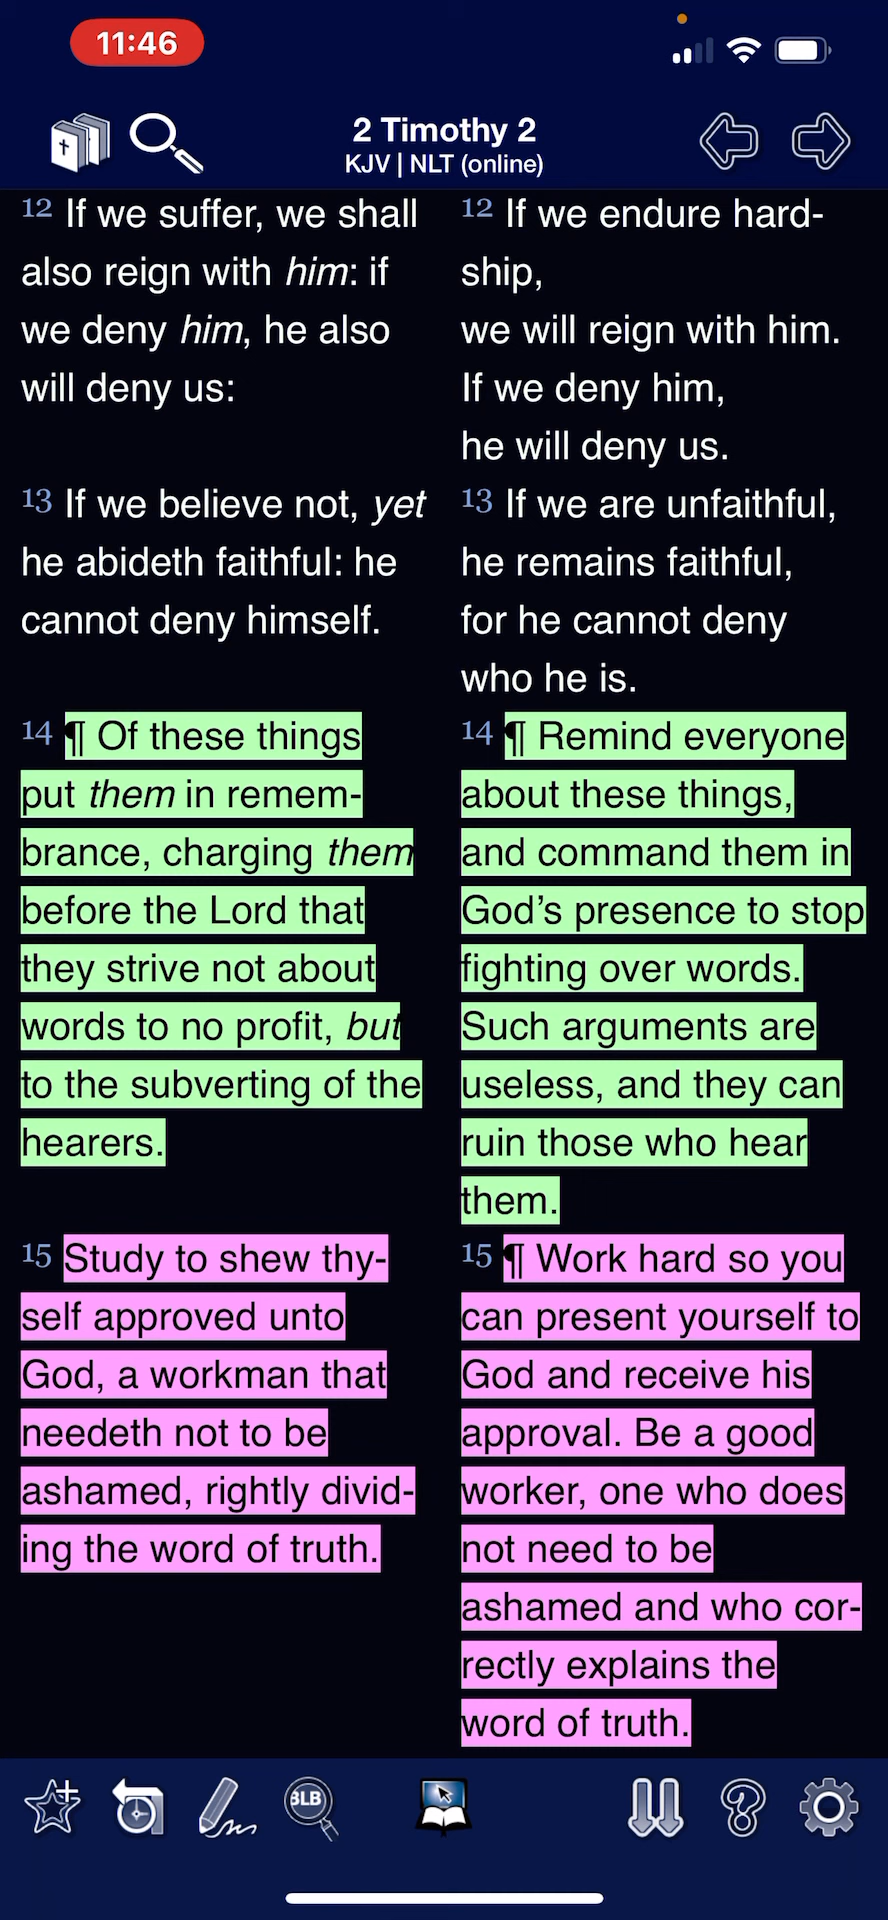 11:46
2 Timothy 2
KJV | NLT (online)
12 If we suffer, we shall
also reign with him: if
we deny him, he also
will deny us:
13 If we believe not, yet
he abideth faithful: he
cannot deny himself.
14 ¶ Of these things
put them in remem-
brance, charging them
before the Lord that
they strive not about
words to no profit, but
to the subverting of the
hearers.
15 Study to shew thy-
self approved unto
God, a workman that
needeth not to be
ashamed, rightly divid-
ing the word of truth.
12 If we endure hard-
ship,
we will reign with him.
If we deny him,
he will deny us.
13 If we are unfaithful,
he remains faithful,
for he cannot deny
who he is.
14 ¶ Remind everyone
about these things,
and command them in
God’s presence to stop
fighting over words.
Such arguments are
useless, and they can
ruin those who hear
them.
15 ¶ Work hard so you
can present yourself to
God and receive his
approval. Be a good
worker, one who does
not need to be
ashamed and who cor-
rectly explains the
word of truth.
BLB